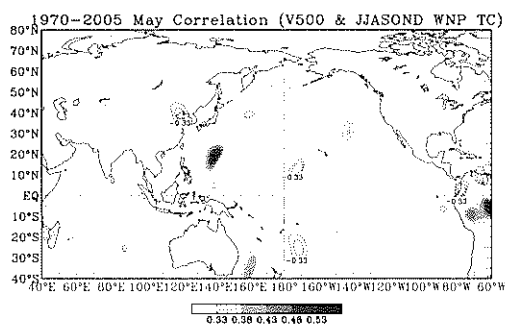 1970-2005 May Correlation (V500 & JJASOND WNP TC)
80°N
70°N
60°N
50°N
40°N
30°N
20°N
10°N
EQ
10°S
20°S
30°S
40°S
40°E 60°E 80°E 100°E 120°E 140°E 160°E 180° 160°W 140°W 120°W 100°W 80°W 60°W
-0.33
-0.33
-0.33
-0.33
0.33 0.38 0.43 0.48 0.53